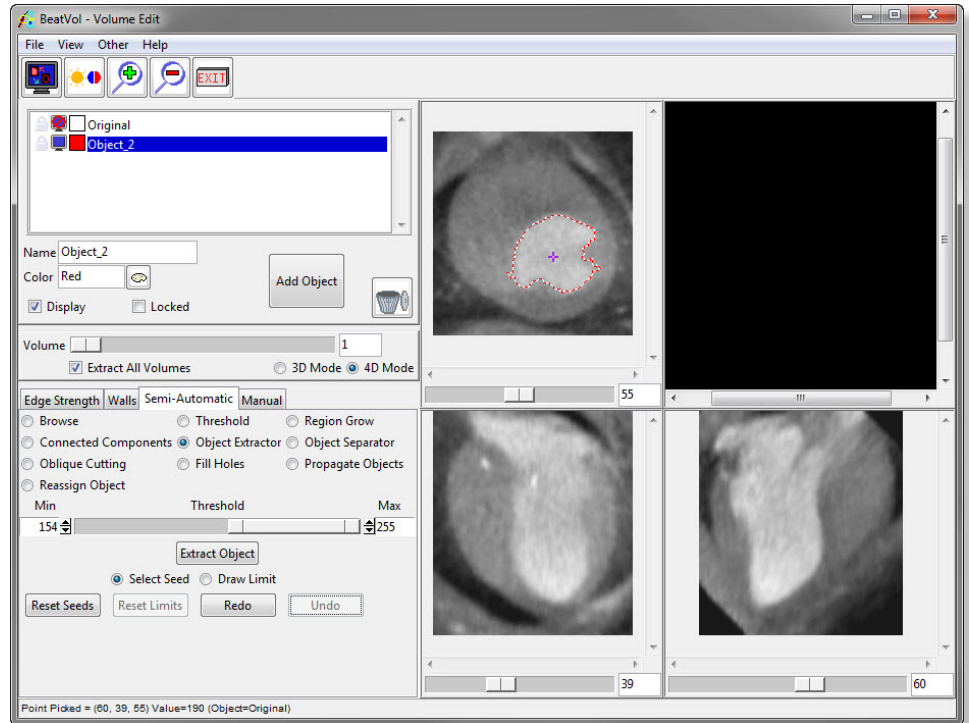 BeatVol - Volume Edit
File View Other Help
EXIT
Original
Object_2
Name Object_2
Color Red
Add Object
Display Locked
Volume 1
Extract All Volumes 3D Mode 4D Mode
55
Edge Strength Walls Semi-Automatic Manual
Browse Threshold Region Grow
Connected Components Object Extractor Object Separator
Oblique Cutting Fill Holes Propagate Objects
Reassign Object
Min Threshold Max
154 255
Extract Object
Select Seed Draw Limit
Reset Seeds Reset Limits Redo Undo
39 60
Point Picked = (60, 39, 55) Value=190 (Object=Original)